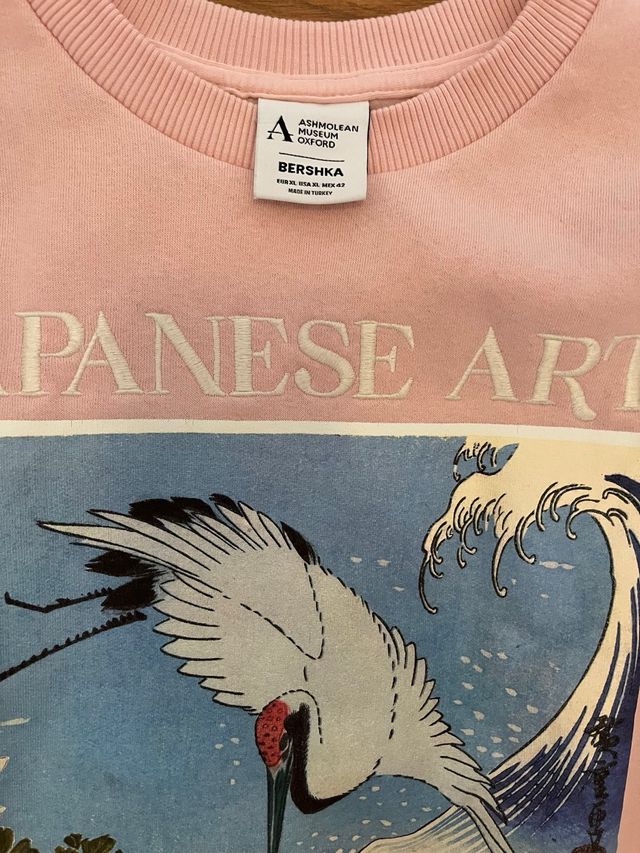 A ASHMOLEAN
MUSEUM
OXFORD
BERSHKA
EUR XL USA XL MEX 42
MADE IN TURKEY
APANESE ART